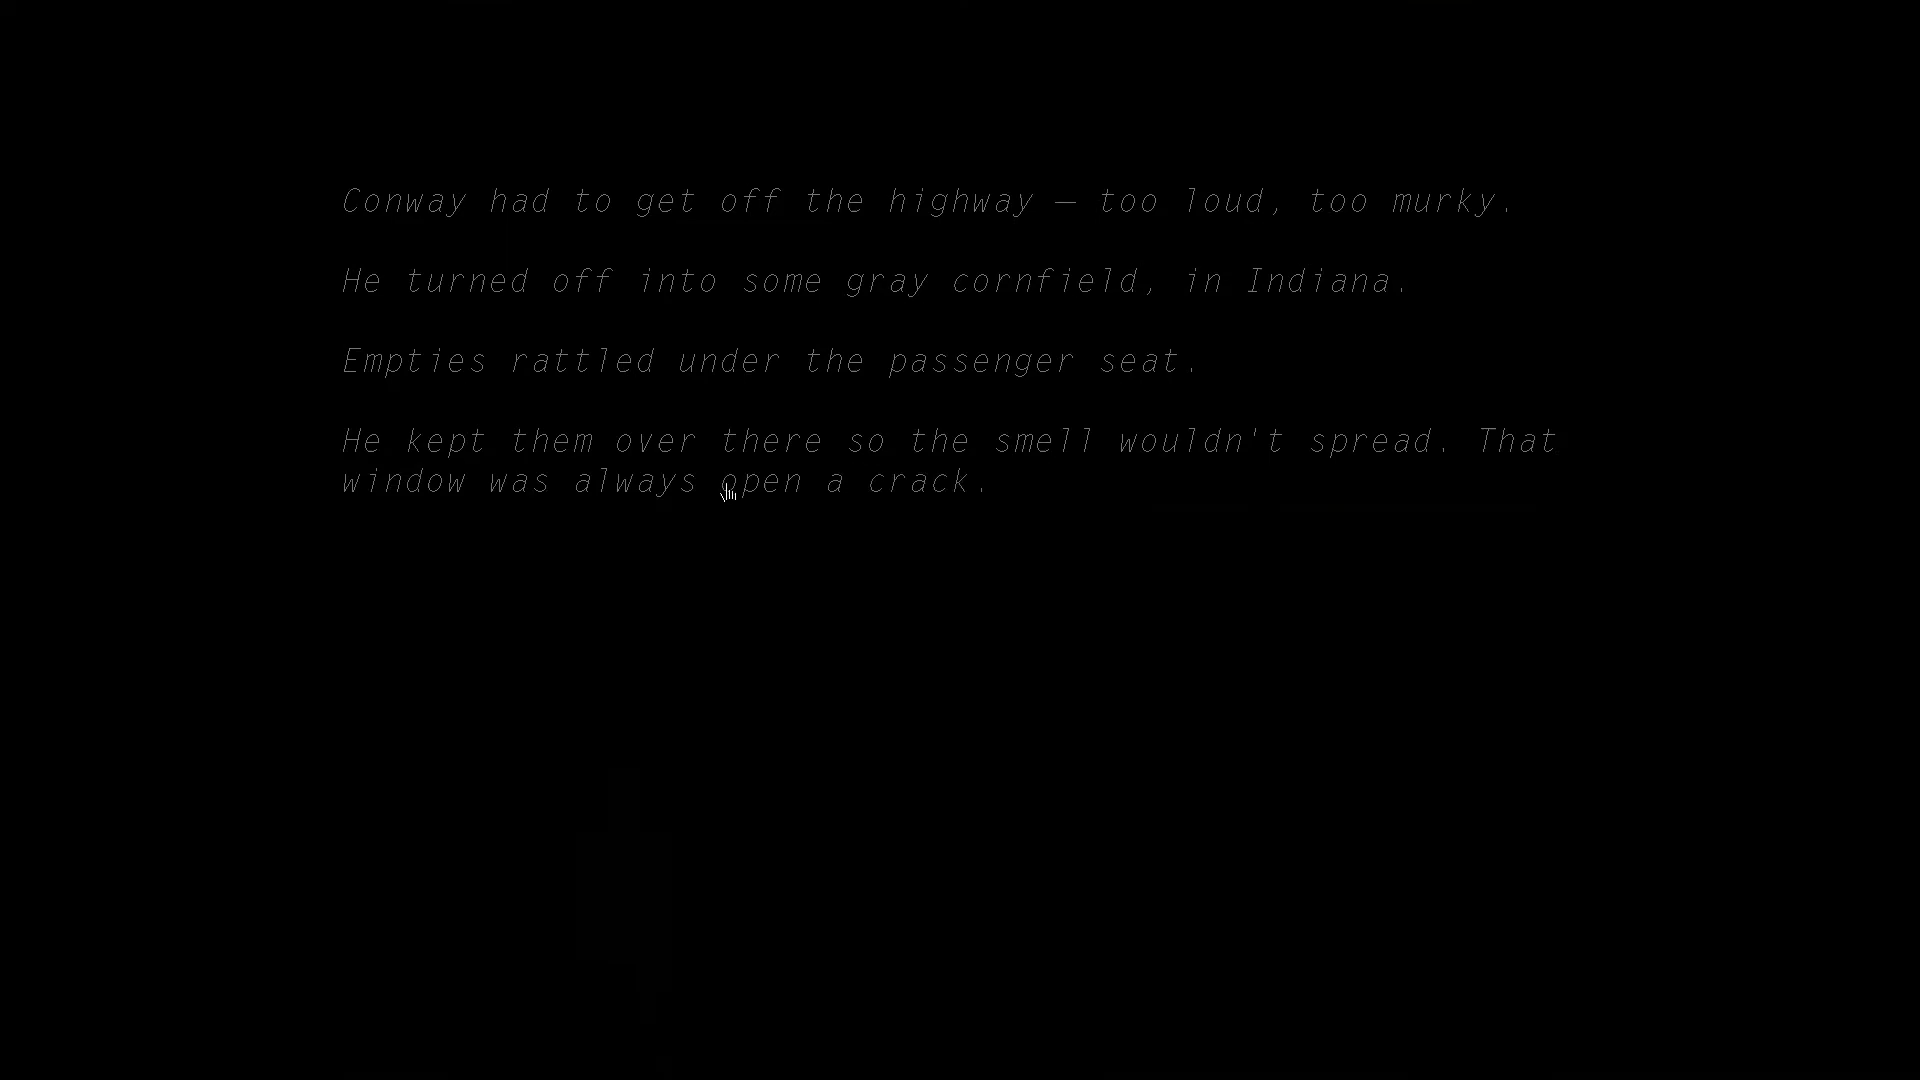 Conway had to get off the highway — too loud, too murky.
He turned off into some gray cornfield, in Indiana.
Empties rattled under the passenger seat.
He kept them over there so the smell wouldn't spread. That
window was always open a crack.